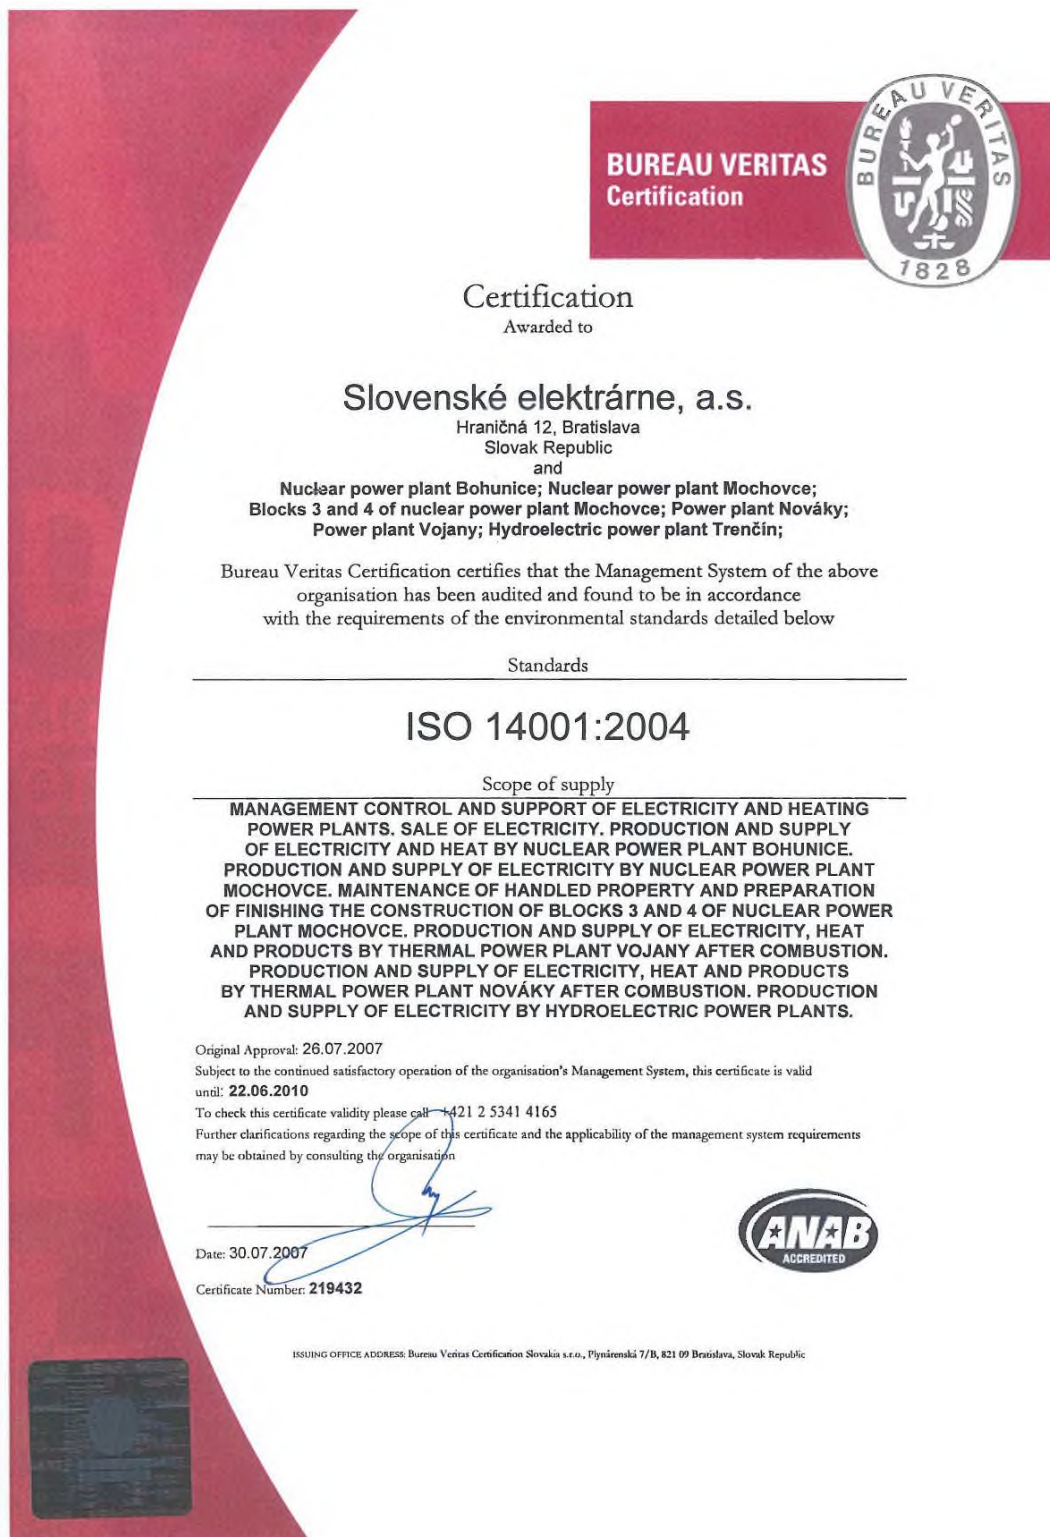 BUREAU VERITAS
Certification
BUREAU VERITAS
1828
Certification
Awarded to
Slovenské elektrárne, a.s.
Hraničná 12, Bratislava
Slovak Republic
and
Nuclear power plant Bohunice; Nuclear power plant Mochovce;
Blocks 3 and 4 of nuclear power plant Mochovce; Power plant Nováky;
Power plant Vojany; Hydroelectric power plant Trenčín;
Bureau Veritas Certification certifies that the Management System of the above
organisation has been audited and found to be in accordance
with the requirements of the environmental standards detailed below
Standards
ISO 14001:2004
Scope of supply
MANAGEMENT CONTROL AND SUPPORT OF ELECTRICITY AND HEATING
POWER PLANTS. SALE OF ELECTRICITY. PRODUCTION AND SUPPLY
OF ELECTRICITY AND HEAT BY NUCLEAR POWER PLANT BOHUNICE.
PRODUCTION AND SUPPLY OF ELECTRICITY BY NUCLEAR POWER PLANT
MOCHOVCE. MAINTENANCE OF HANDLED PROPERTY AND PREPARATION
OF FINISHING THE CONSTRUCTION OF BLOCKS 3 AND 4 OF NUCLEAR POWER
PLANT MOCHOVCE. PRODUCTION AND SUPPLY OF ELECTRICITY, HEAT
AND PRODUCTS BY THERMAL POWER PLANT VOJANY AFTER COMBUSTION.
PRODUCTION AND SUPPLY OF ELECTRICITY, HEAT AND PRODUCTS
BY THERMAL POWER PLANT NOVÁKY AFTER COMBUSTION. PRODUCTION
AND SUPPLY OF ELECTRICITY BY HYDROELECTRIC POWER PLANTS.
Original Approval: 26.07.2007
Subject to the continued satisfactory operation of the organisation's Management System, this certificate is valid
until: 22.06.2010
To check this certificate validity please call +421 2 5341 4165
Further clarifications regarding the scope of this certificate and the applicability of the management system requirements
may be obtained by consulting the organisation
ANAB
ACCREDITED
Date: 30.07.2007
Certificate Number: 219432
ISSUING OFFICE ADDRESS: Bureau Veritas Certification Slovakia s.r.o., Plynárenská 7/B, 821 09 Bratislava, Slovak Republic